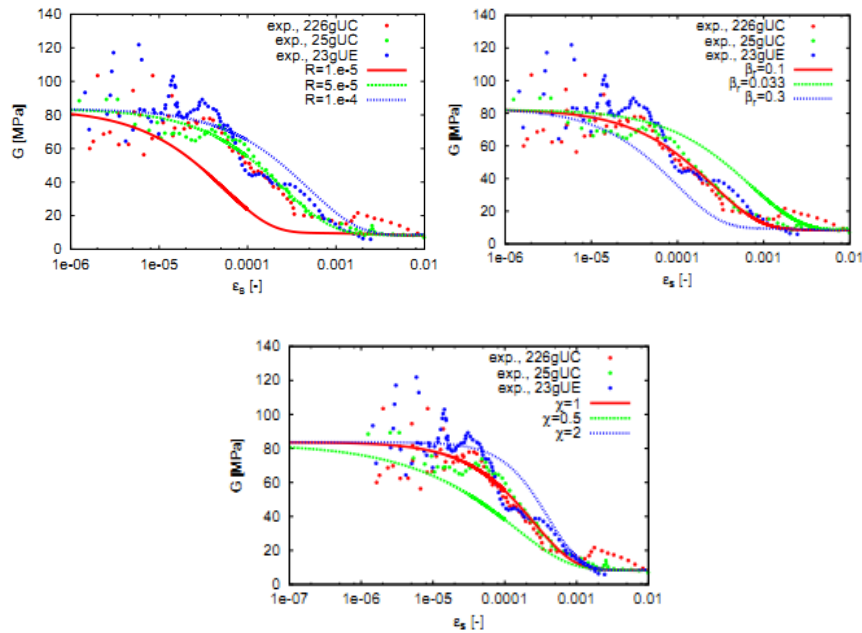 140
120
100
80
60
40
20
0
G [MPa]
exp., 226gUC
exp., 25gUC
exp., 23gUE
R=1.e-5
R=5.e-5
R=1.e-4
1e-06 1e-05 0.0001 0.001 0.01
εs [-]
140
120
100
80
60
40
20
0
G [MPa]
exp., 226gUC
exp., 25gUC
exp., 23gUE
βr=0.1
βr=0.033
βr=0.3
1e-06 1e-05 0.0001 0.001 0.01
εs [-]
140
120
100
80
60
40
20
0
G [MPa]
exp., 226gUC
exp., 25gUC
exp., 23gUE
χ=1
χ=0.5
χ=2
1e-07 1e-06 1e-05 0.0001 0.001 0.01
εs [-]